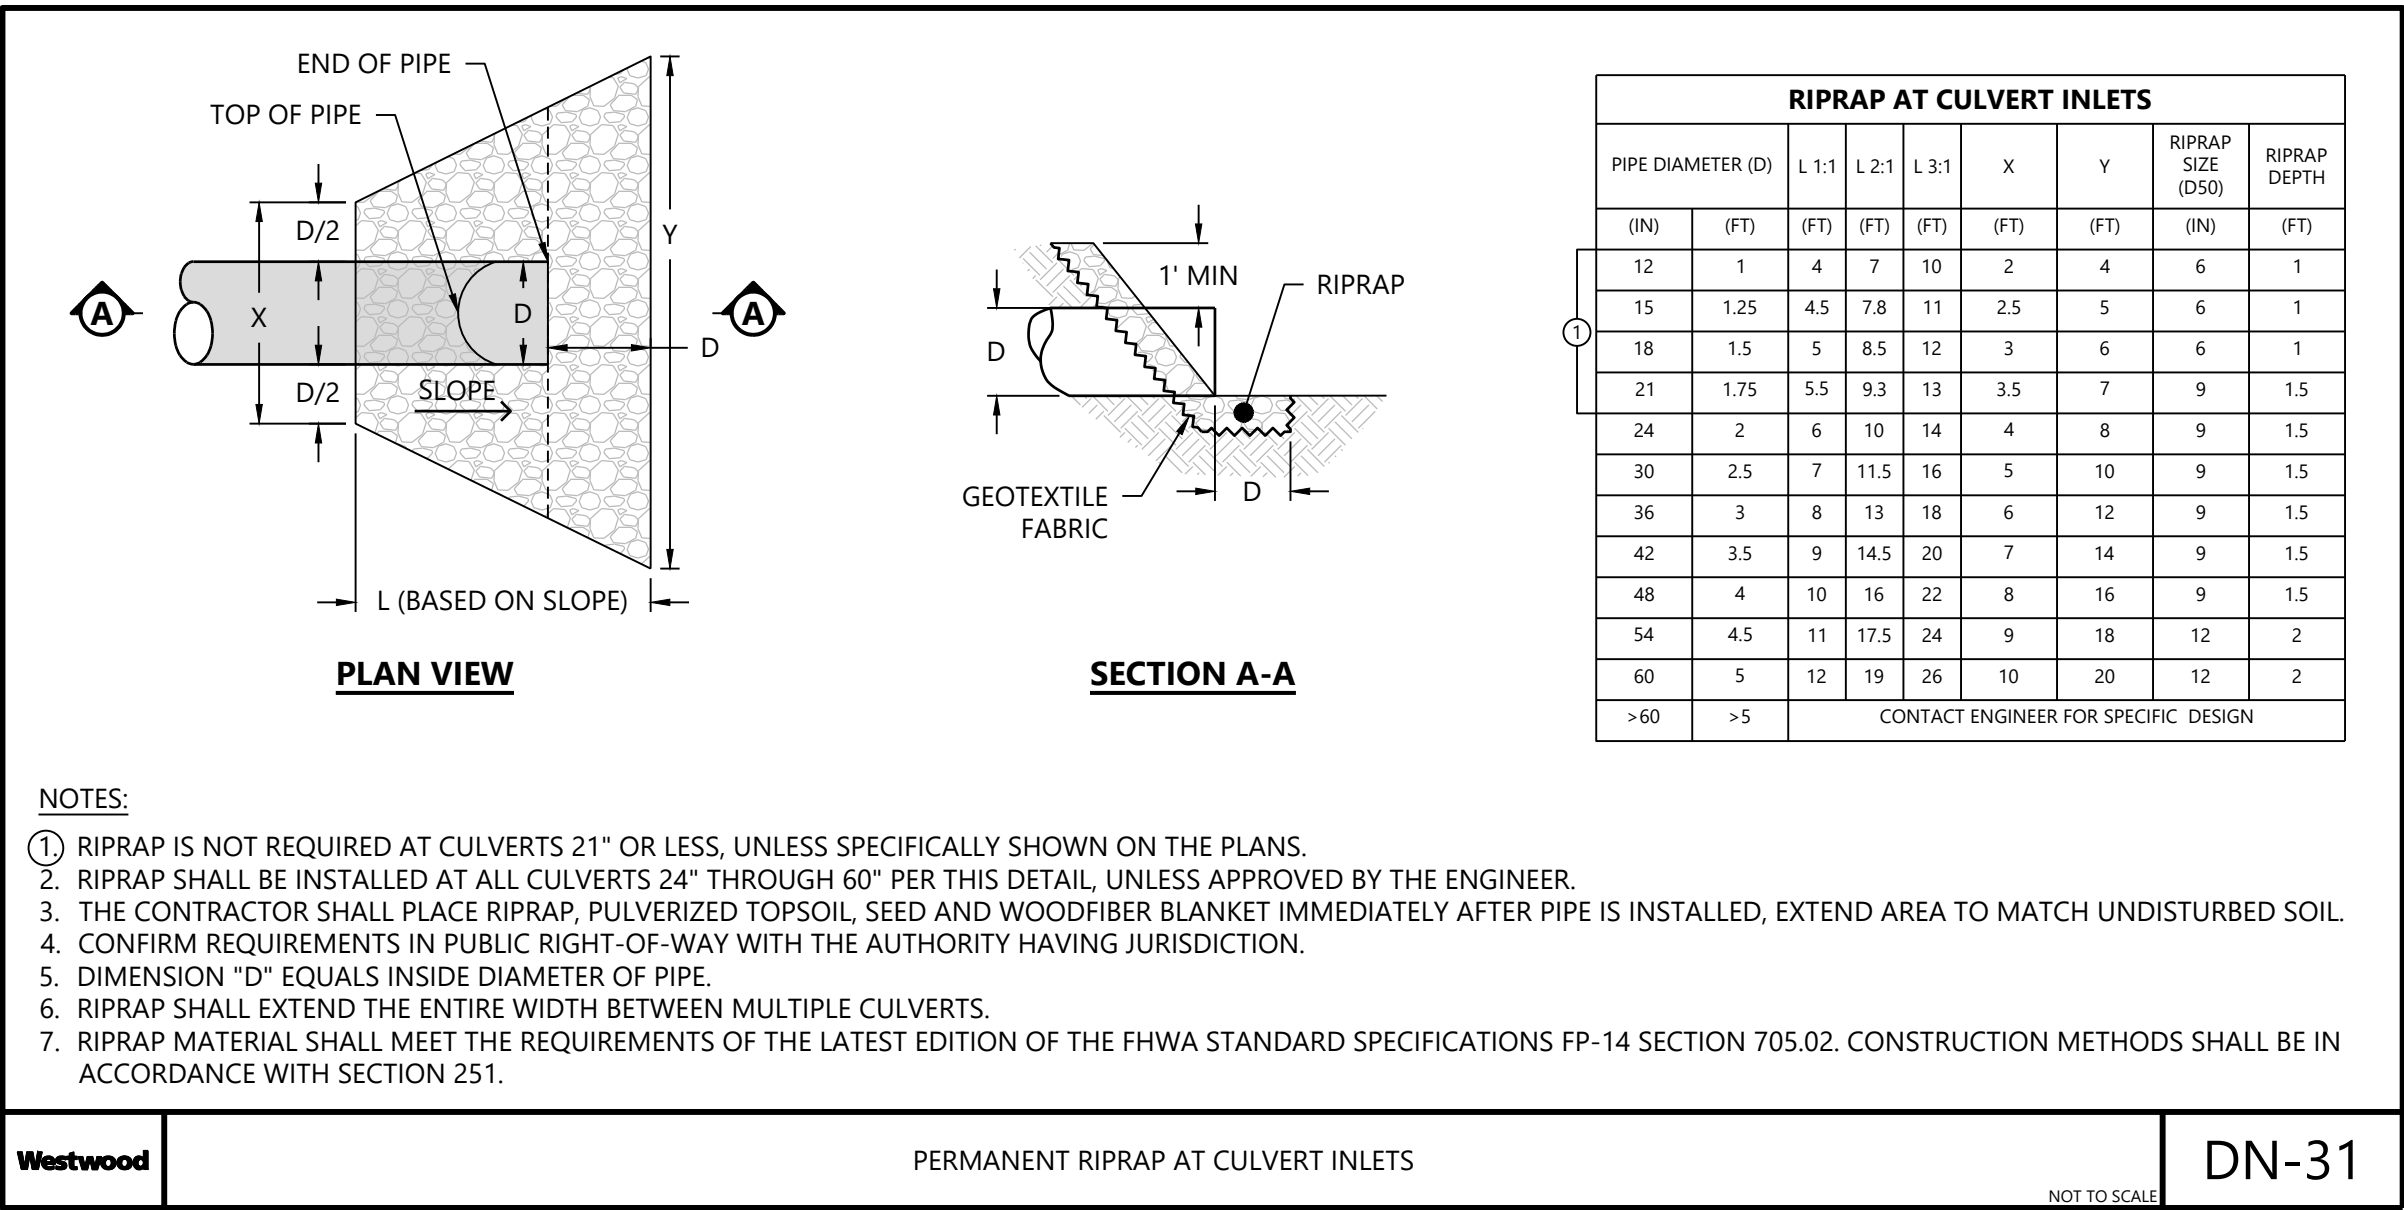 END OF PIPE
TOP OF PIPE
D/2
X
D
Y
D
D/2
SLOPE
A
A
L (BASED ON SLOPE)
PLAN VIEW
1' MIN
RIPRAP
D
D
GEOTEXTILE
FABRIC
SECTION A-A
RIPRAP AT CULVERT INLETS
PIPE DIAMETER (D) L 1:1 L 2:1 L 3:1 X Y RIPRAP SIZE (D50) RIPRAP DEPTH
(IN) (FT) (FT) (FT) (FT) (FT) (FT) (IN) (FT)
12 1 4 7 10 2 4 6 1
15 1.25 4.5 7.8 11 2.5 5 6 1
1
18 1.5 5 8.5 12 3 6 6 1
21 1.75 5.5 9.3 13 3.5 7 9 1.5
24 2 6 10 14 4 8 9 1.5
30 2.5 7 11.5 16 5 10 9 1.5
36 3 8 13 18 6 12 9 1.5
42 3.5 9 14.5 20 7 14 9 1.5
48 4 10 16 22 8 16 9 1.5
54 4.5 11 17.5 24 9 18 12 2
60 5 12 19 26 10 20 12 2
>60 >5 CONTACT ENGINEER FOR SPECIFIC DESIGN
NOTES:
1. RIPRAP IS NOT REQUIRED AT CULVERTS 21" OR LESS, UNLESS SPECIFICALLY SHOWN ON THE PLANS.
2. RIPRAP SHALL BE INSTALLED AT ALL CULVERTS 24" THROUGH 60" PER THIS DETAIL, UNLESS APPROVED BY THE ENGINEER.
3. THE CONTRACTOR SHALL PLACE RIPRAP, PULVERIZED TOPSOIL, SEED AND WOODFIBER BLANKET IMMEDIATELY AFTER PIPE IS INSTALLED, EXTEND AREA TO MATCH UNDISTURBED SOIL.
4. CONFIRM REQUIREMENTS IN PUBLIC RIGHT-OF-WAY WITH THE AUTHORITY HAVING JURISDICTION.
5. DIMENSION "D" EQUALS INSIDE DIAMETER OF PIPE.
6. RIPRAP SHALL EXTEND THE ENTIRE WIDTH BETWEEN MULTIPLE CULVERTS.
7. RIPRAP MATERIAL SHALL MEET THE REQUIREMENTS OF THE LATEST EDITION OF THE FHWA STANDARD SPECIFICATIONS FP-14 SECTION 705.02. CONSTRUCTION METHODS SHALL BE IN
ACCORDANCE WITH SECTION 251.
Westwood
PERMANENT RIPRAP AT CULVERT INLETS
NOT TO SCALE
DN-31